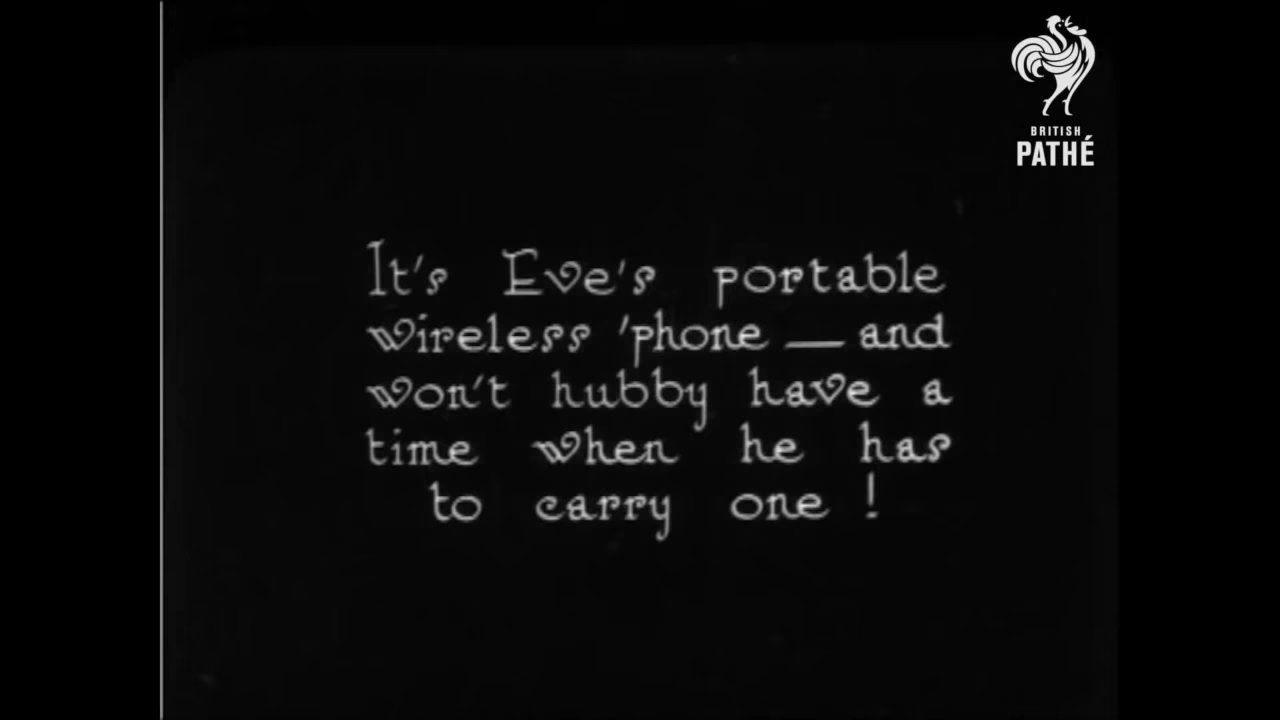 BRITISH
PATHÉ
It's Eve's portable
wireless 'phone — and
won't hubby have a
time when he has
to carry one !